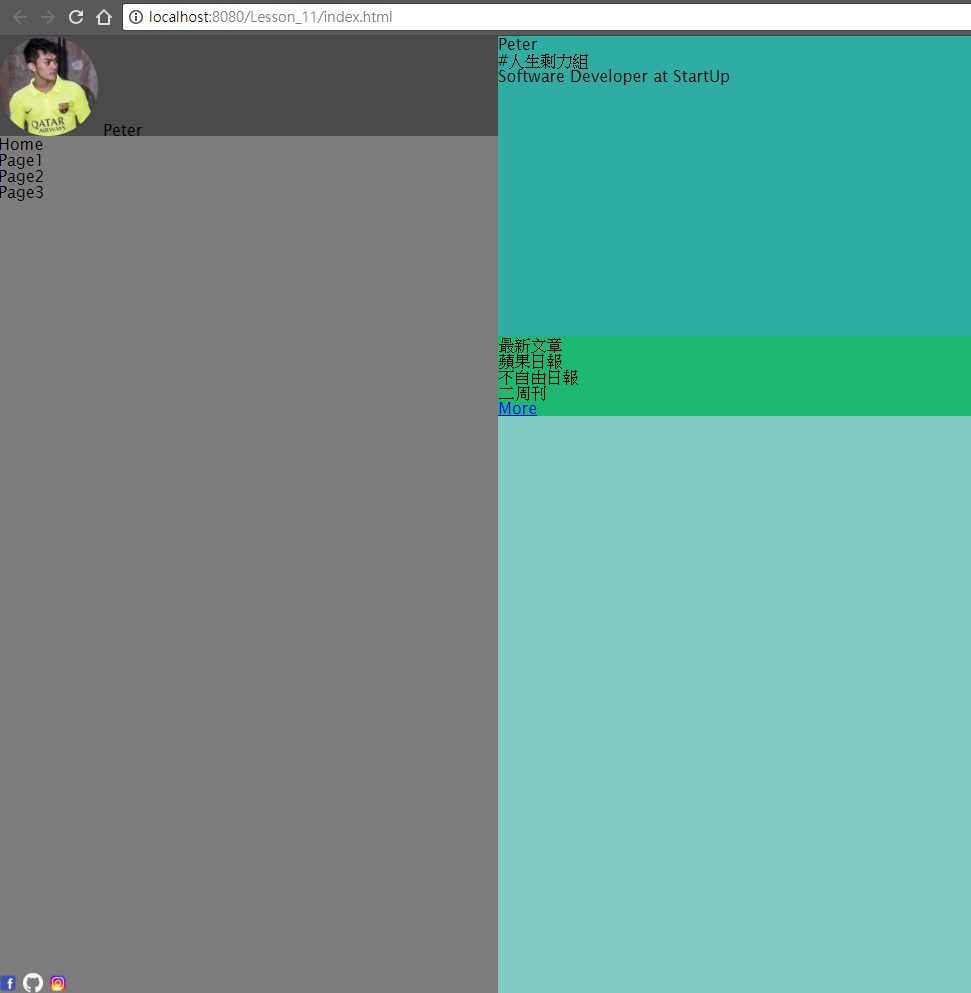 localhost:8080/Lesson_11/index.html
QATAR
AIRWAYS
Peter
Home
Page1
Page2
Page3
Peter
#人生剩力組
Software Developer at StartUp
最新文章
蘋果日報
不自由日報
二周刊
More